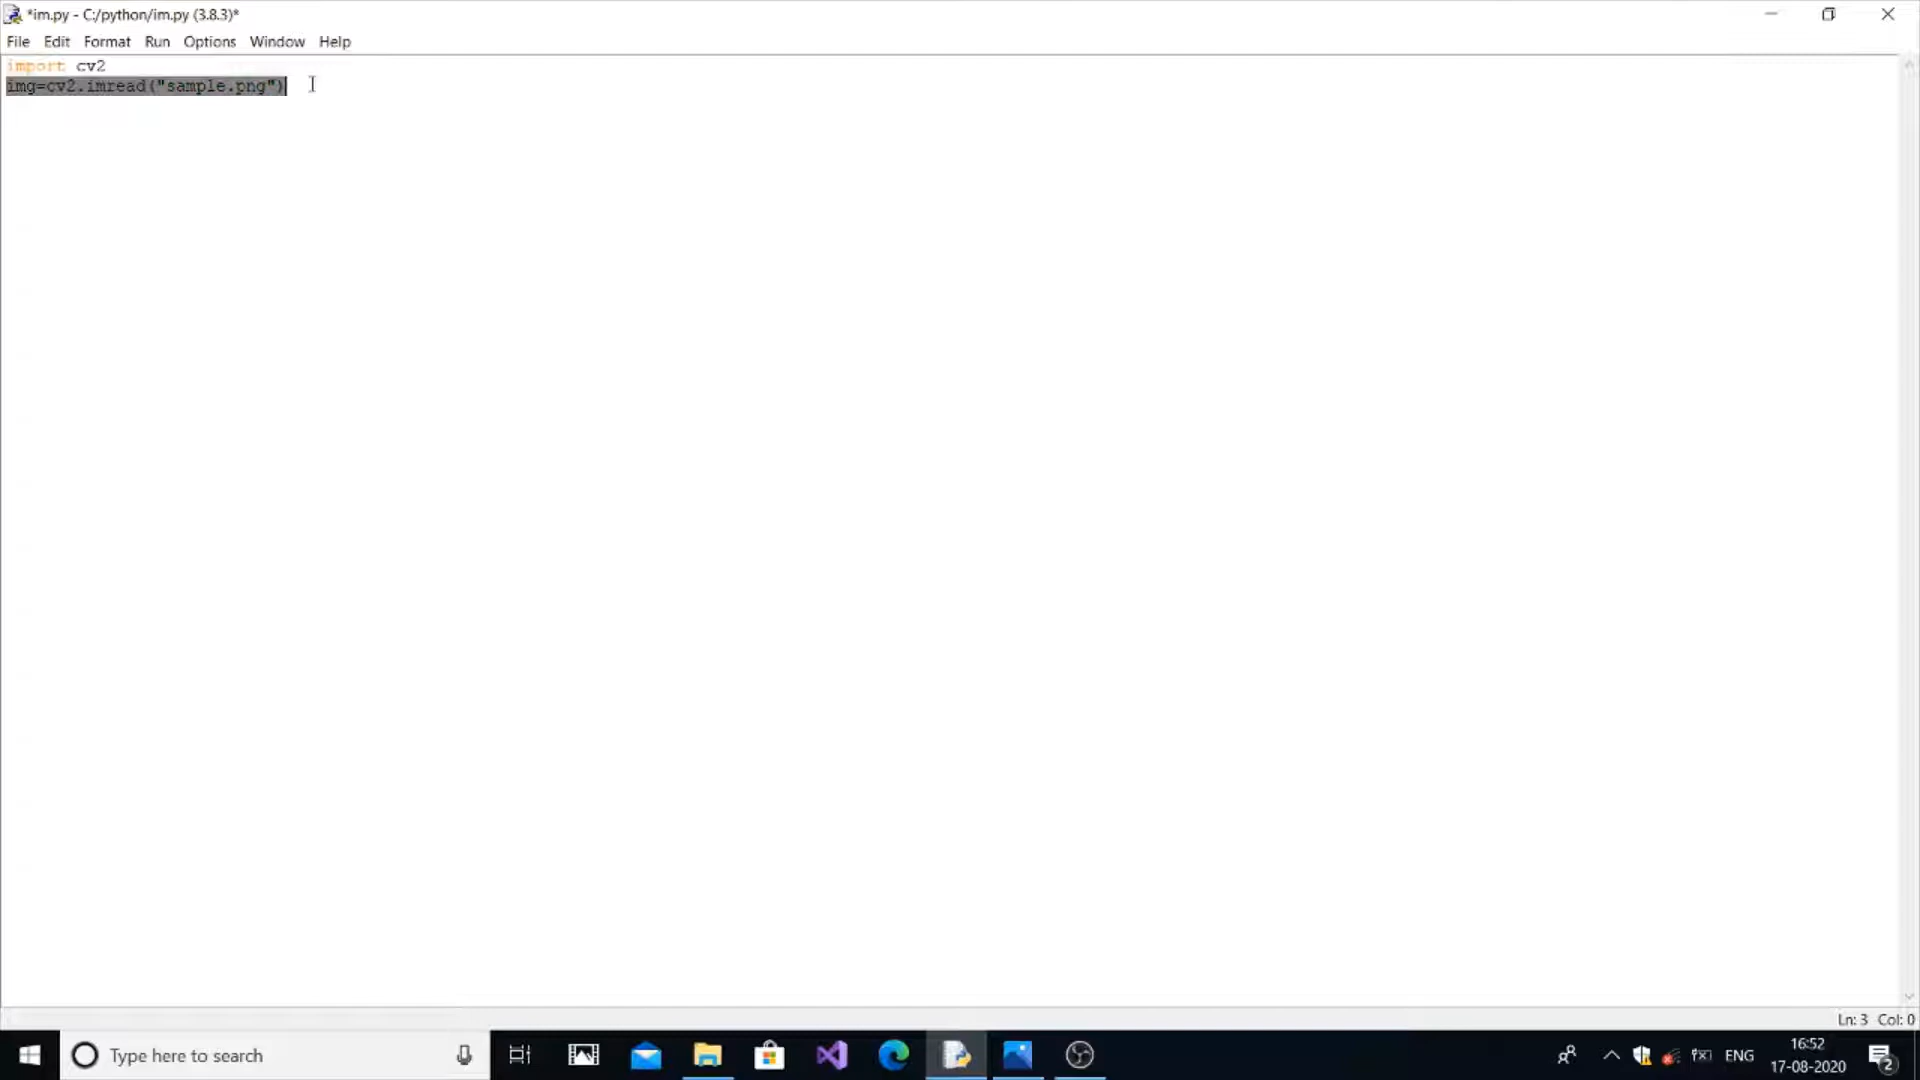 *im.py - C:/python/im.py (3.8.3)*
File Edit Format Run Options Window Help
import cv2
img=cv2.imread("sample.png")
Ln: 3 Col: 0
Type here to search
ENG
16:52
17-08-2020
2